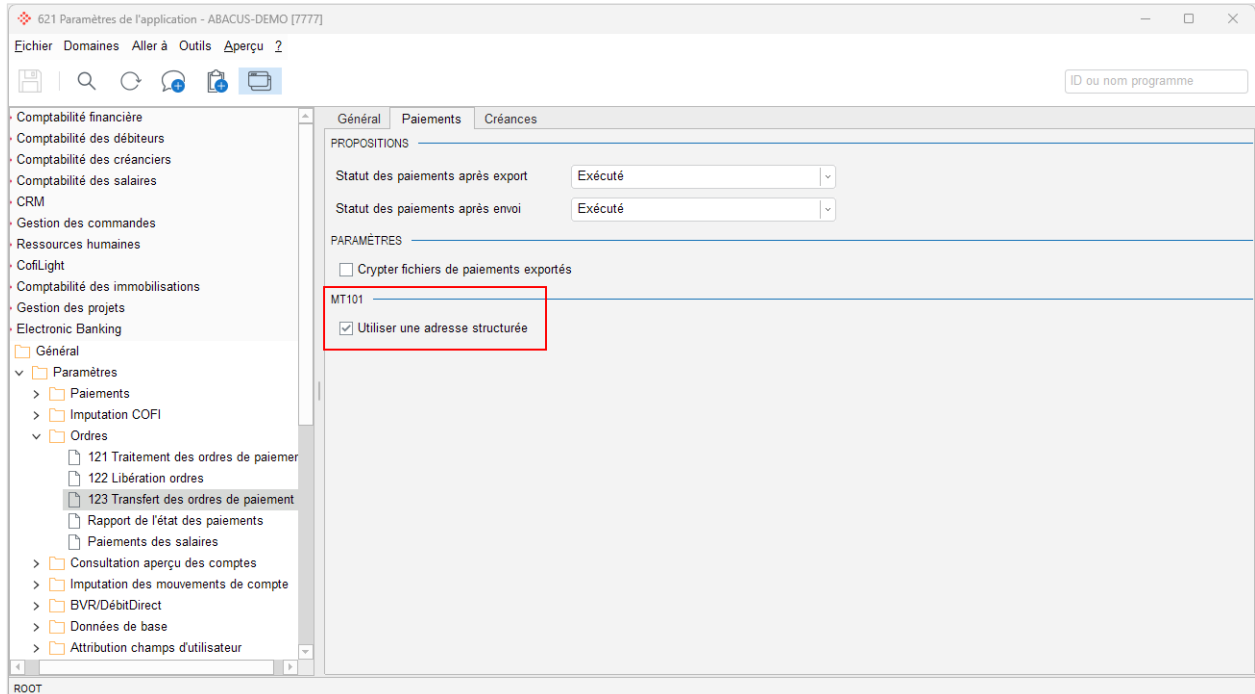 621 Paramètres de l'application - ABACUS-DEMO [7777]
Fichier Domaines Aller à Outils Aperçu ?
ID ou nom programme
Comptabilité financière
Comptabilité des débiteurs
Comptabilité des créanciers
Comptabilité des salaires
CRM
Gestion des commandes
Ressources humaines
CofiLight
Comptabilité des immobilisations
Gestion des projets
Electronic Banking
Général
Paramètres
Paiements
Imputation COFI
Ordres
121 Traitement des ordres de paiemer
122 Libération ordres
123 Transfert des ordres de paiement
Rapport de l'état des paiements
Paiements des salaires
Consultation aperçu des comptes
Imputation des mouvements de compte
BVR/DébitDirect
Données de base
Attribution champs d'utilisateur
ROOT
Général Paiements Créances
PROPOSITIONS
Statut des paiements après export Exécuté
Statut des paiements après envoi Exécuté
PARAMÈTRES
Crypter fichiers de paiements exportés
MT101
Utiliser une adresse structurée